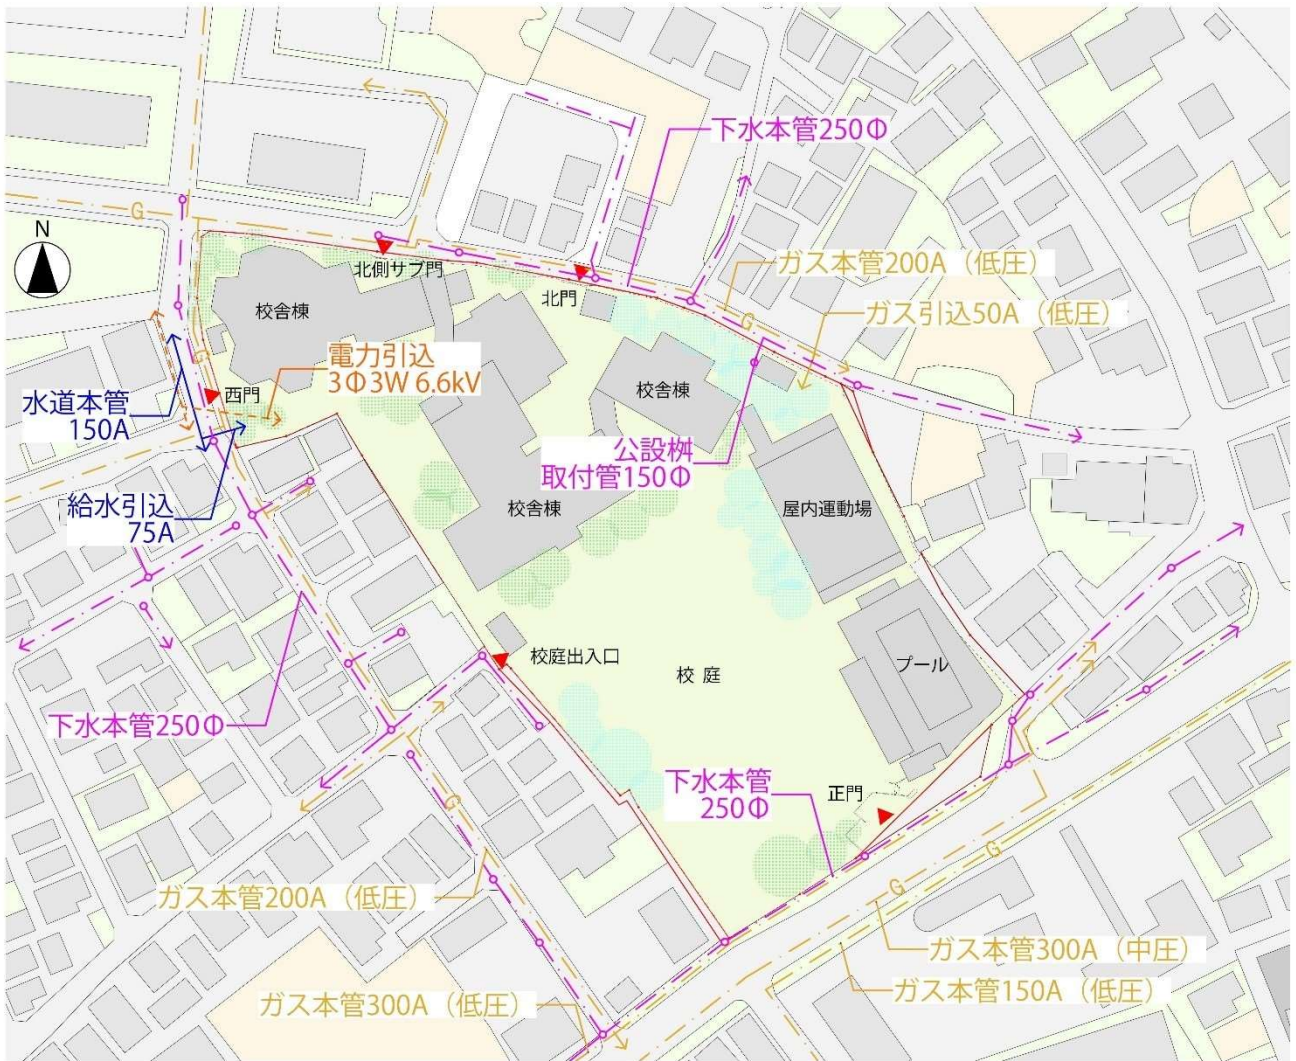 下水本管250Φ
G
N
北側サブ門
ガス本管200A（低圧）
北門
校舎棟
ガス引込50A（低圧）
G
G
電力引込
3Φ3W 6.6kV
校舎棟
西門
水道本管
150A
公設桝
取付管150Φ
給水引込
75A
校舎棟
屋内運動場
校庭出入口
校 庭
プール
下水本管250Φ
下水本管
250Φ
正門
G
G
G
ガス本管200A（低圧）
ガス本管300A（中圧）
ガス本管150A（低圧）
ガス本管300A（低圧）